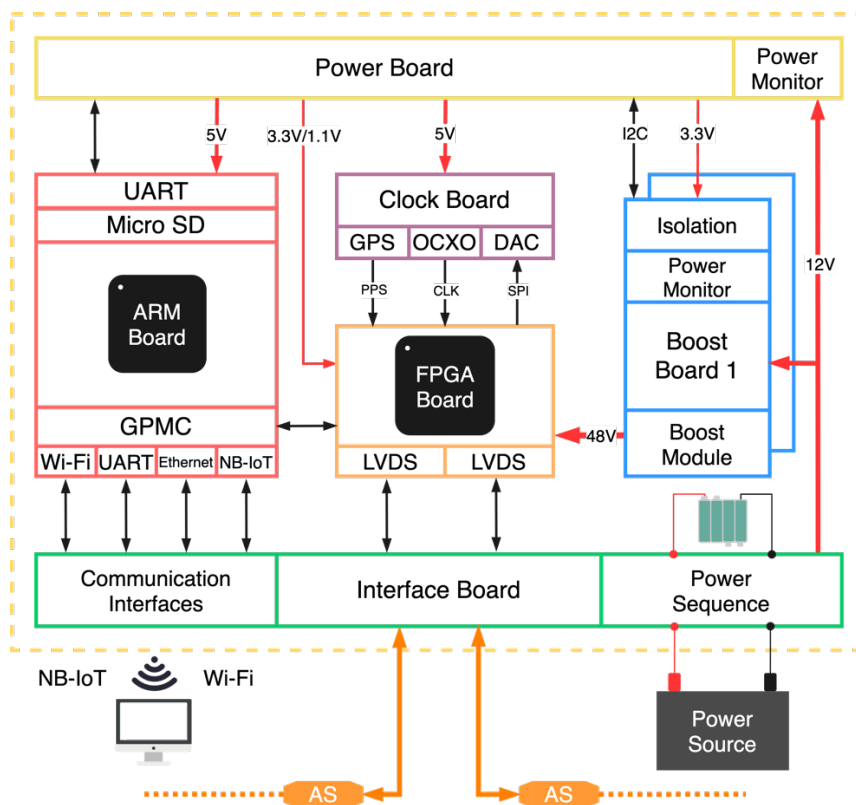 Power Board
Power
Monitor
5V
3.3V/1.1V
5V
I2C
3.3V
UART
Micro SD
ARM
Board
GPMC
Wi-Fi
UART
Ethernet
NB-IoT
Clock Board
GPS
OCXO
DAC
PPS
CLK
SPI
FPGA
Board
LVDS
LVDS
Isolation
Power
Monitor
Boost
Board 1
Boost
Module
12V
48V
Communication
Interfaces
Interface Board
Power
Sequence
NB-IoT
Wi-Fi
Power
Source
AS
AS